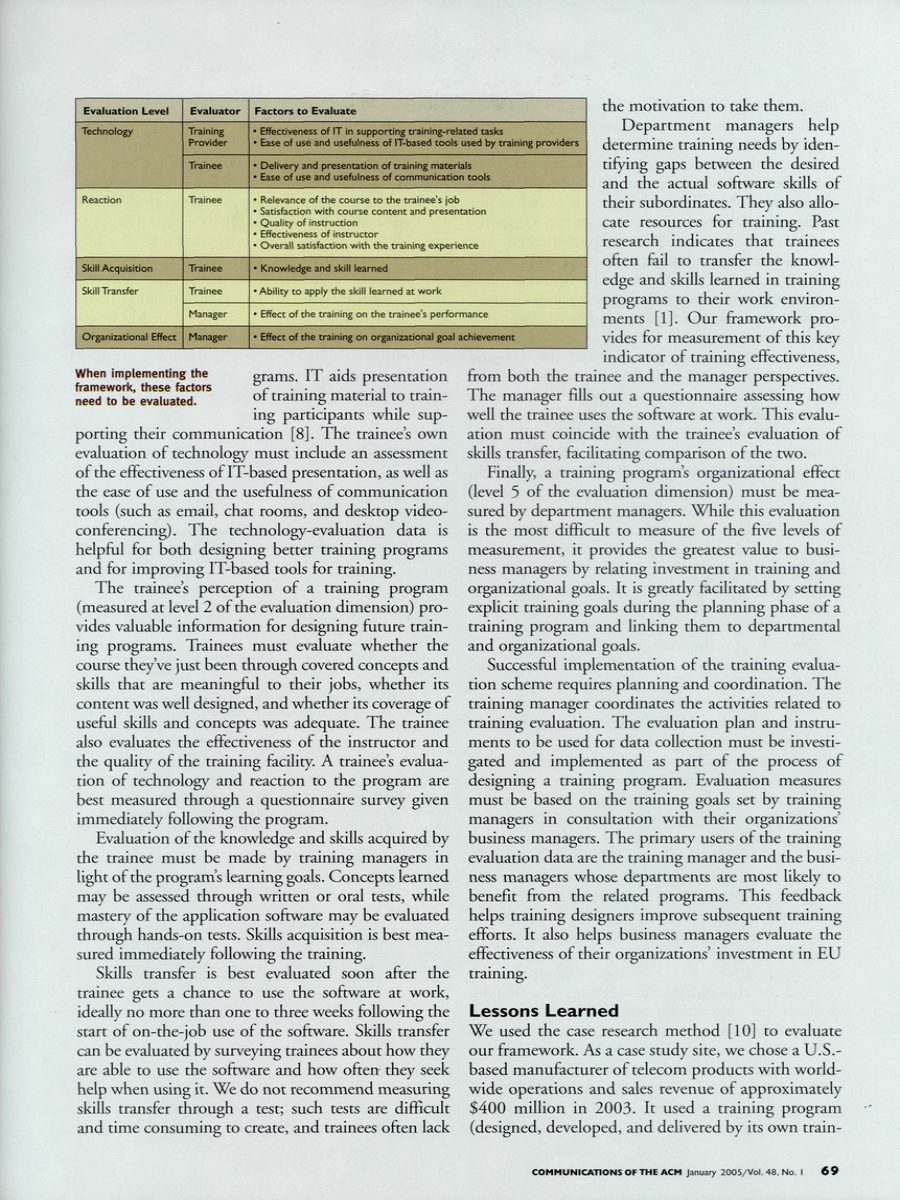 Evaluation Level Evaluator Factors to Evaluate
Technology Training Provider • Effectiveness of IT in supporting training-related tasks
• Ease of use and usefulness of IT-based tools used by training providers
Trainee • Delivery and presentation of training materials
• Ease of use and usefulness of communication tools
Reaction Trainee • Relevance of the course to the trainee's job
• Satisfaction with course content and presentation
• Quality of instruction
• Effectiveness of instructor
• Overall satisfaction with the training experience
Skill Acquisition Trainee • Knowledge and skill learned
Skill Transfer Trainee • Ability to apply the skill learned at work
Manager • Effect of the training on the trainee's performance
Organizational Effect Manager • Effect of the training on organizational goal achievement
When implementing the
framework, these factors
need to be evaluated.
grams. IT aids presentation
of training material to train-
ing participants while sup-
porting their communication [8]. The trainee's own
evaluation of technology must include an assessment
of the effectiveness of IT-based presentation, as well as
the ease of use and the usefulness of communication
tools (such as email, chat rooms, and desktop video-
conferencing). The technology-evaluation data is
helpful for both designing better training programs
and for improving IT-based tools for training.
The trainee's perception of a training program
(measured at level 2 of the evaluation dimension) pro-
vides valuable information for designing future train-
ing programs. Trainees must evaluate whether the
course they've just been through covered concepts and
skills that are meaningful to their jobs, whether its
content was well designed, and whether its coverage of
useful skills and concepts was adequate. The trainee
also evaluates the effectiveness of the instructor and
the quality of the training facility. A trainee's evalua-
tion of technology and reaction to the program are
best measured through a questionnaire survey given
immediately following the program.
Evaluation of the knowledge and skills acquired by
the trainee must be made by training managers in
light of the program's learning goals. Concepts learned
may be assessed through written or oral tests, while
mastery of the application software may be evaluated
through hands-on tests. Skills acquisition is best mea-
sured immediately following the training.
Skills transfer is best evaluated soon after the
trainee gets a chance to use the software at work,
ideally no more than one to three weeks following the
start of on-the-job use of the software. Skills transfer
can be evaluated by surveying trainees about how they
are able to use the software and how often they seek
help when using it. We do not recommend measuring
skills transfer through a test; such tests are difficult
and time consuming to create, and trainees often lack
the motivation to take them.
Department managers help
determine training needs by iden-
tifying gaps between the desired
and the actual software skills of
their subordinates. They also allo-
cate resources for training. Past
research indicates that trainees
often fail to transfer the knowl-
edge and skills learned in training
programs to their work environ-
ments [1]. Our framework pro-
vides for measurement of this key
indicator of training effectiveness,
from both the trainee and the manager perspectives.
The manager fills out a questionnaire assessing how
well the trainee uses the software at work. This evalu-
ation must coincide with the trainee's evaluation of
skills transfer, facilitating comparison of the two.
Finally, a training program's organizational effect
(level 5 of the evaluation dimension) must be mea-
sured by department managers. While this evaluation
is the most difficult to measure of the five levels of
measurement, it provides the greatest value to busi-
ness managers by relating investment in training and
organizational goals. It is greatly facilitated by setting
explicit training goals during the planning phase of a
training program and linking them to departmental
and organizational goals.
Successful implementation of the training evalua-
tion scheme requires planning and coordination. The
training manager coordinates the activities related to
training evaluation. The evaluation plan and instru-
ments to be used for data collection must be investi-
gated and implemented as part of the process of
designing a training program. Evaluation measures
must be based on the training goals set by training
managers in consultation with their organizations'
business managers. The primary users of the training
evaluation data are the training manager and the busi-
ness managers whose departments are most likely to
benefit from the related programs. This feedback
helps training designers improve subsequent training
efforts. It also helps business managers evaluate the
effectiveness of their organizations' investment in EU
training.
Lessons Learned
We used the case research method [10] to evaluate
our framework. As a case study site, we chose a U.S.-
based manufacturer of telecom products with world-
wide operations and sales revenue of approximately
$400 million in 2003. It used a training program
(designed, developed, and delivered by its own train-
COMMUNICATIONS OF THE ACM January 2005/Vol. 48, No. 1 69